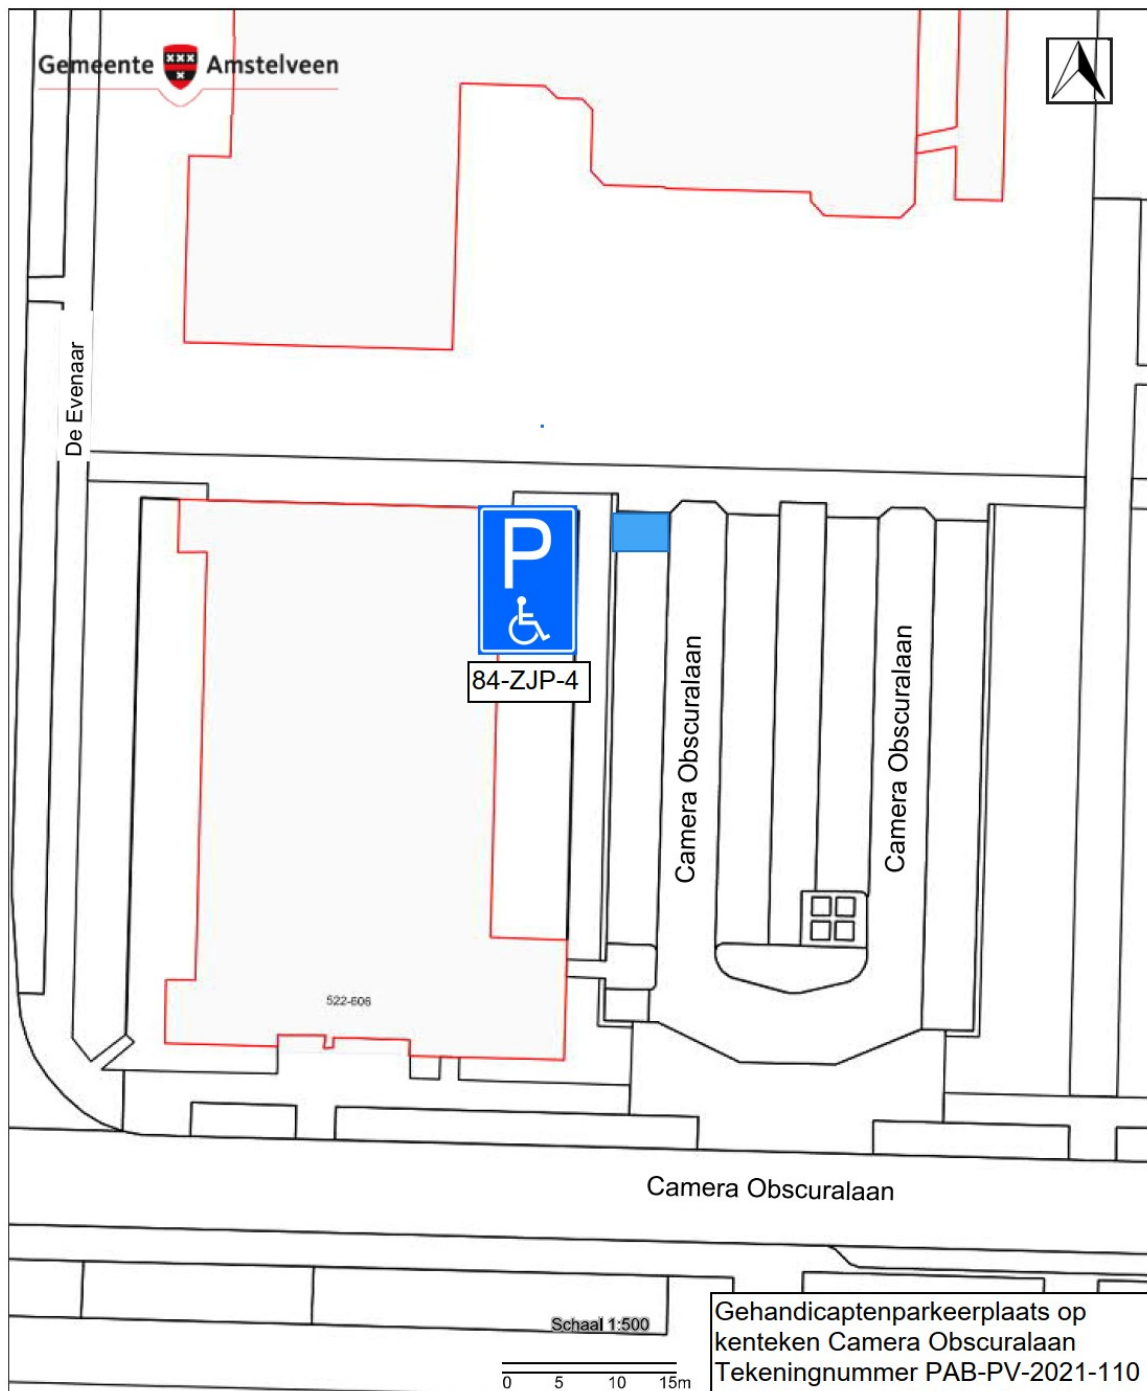 Gemeente Amstelveen
De Evenaar
P
84-ZJP-4
Camera Obscuralaan
Camera Obscuralaan
522-606
Camera Obscuralaan
Schaal 1:500
0 5 10 15m
Gehandicaptenparkeerplaats op
kenteken Camera Obscuralaan
Tekeningnummer PAB-PV-2021-110